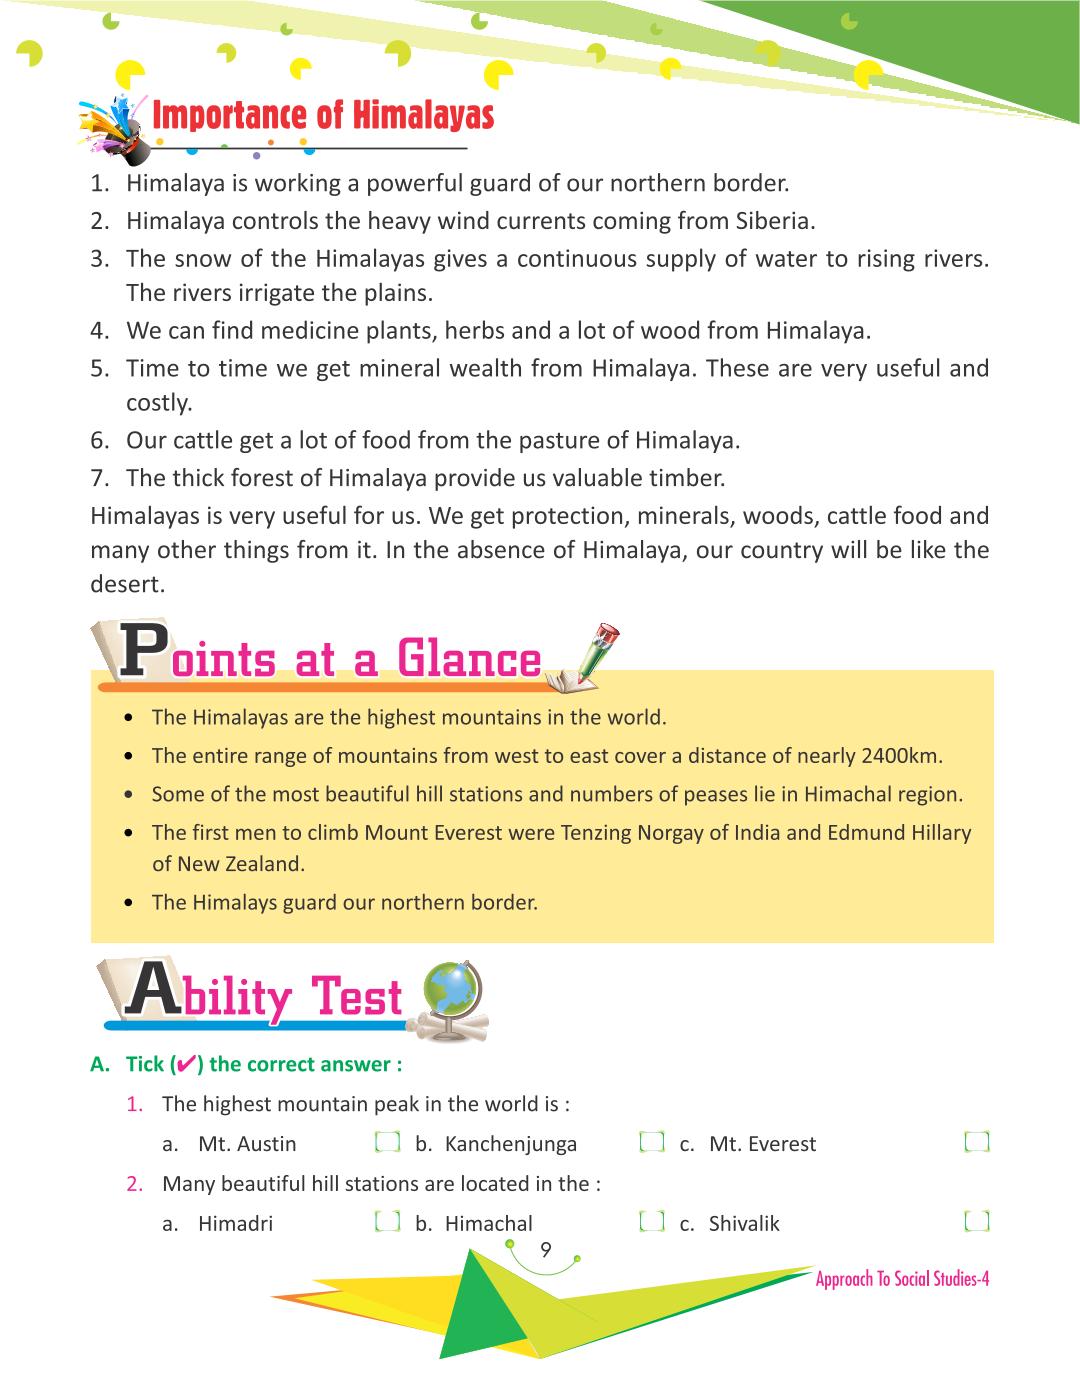 Importance of Himalayas
1. Himalaya is working a powerful guard of our northern border.
2. Himalaya controls the heavy wind currents coming from Siberia.
3. The snow of the Himalayas gives a continuous supply of water to rising rivers.
The rivers irrigate the plains.
4. We can find medicine plants, herbs and a lot of wood from Himalaya.
5. Time to time we get mineral wealth from Himalaya. These are very useful and
costly.
6. Our cattle get a lot of food from the pasture of Himalaya.
7. The thick forest of Himalaya provide us valuable timber.
Himalayas is very useful for us. We get protection, minerals, woods, cattle food and
many other things from it. In the absence of Himalaya, our country will be like the
desert.
Points at a Glance
• The Himalayas are the highest mountains in the world.
• The entire range of mountains from west to east cover a distance of nearly 2400km.
• Some of the most beautiful hill stations and numbers of peases lie in Himachal region.
• The first men to climb Mount Everest were Tenzing Norgay of India and Edmund Hillary
of New Zealand.
• The Himalays guard our northern border.
Ability Test
A. Tick (✔) the correct answer :
1. The highest mountain peak in the world is :
a. Mt. Austin b. Kanchenjunga c. Mt. Everest
2. Many beautiful hill stations are located in the :
a. Himadri b. Himachal c. Shivalik
9
Approach To Social Studies-4